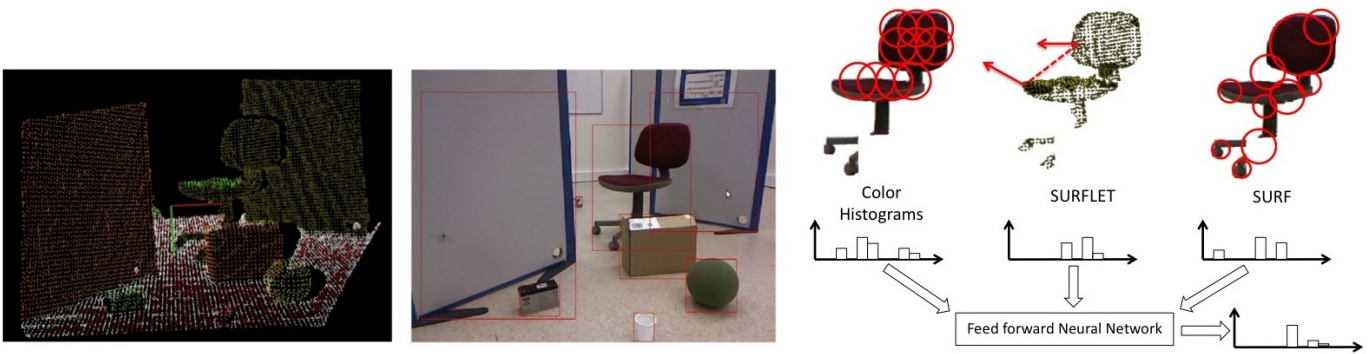 Color
Histograms
SURFLET
SURF
Feed forward Neural Network